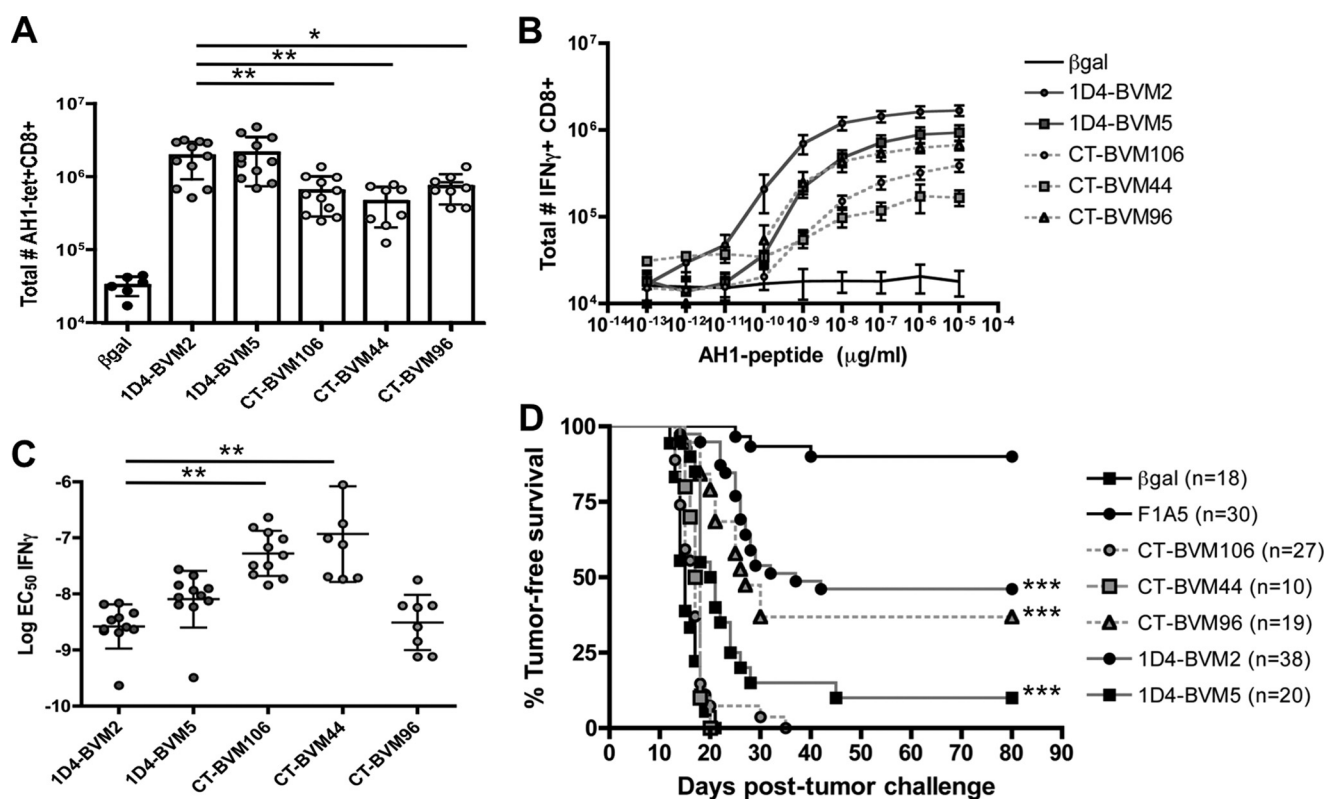 A
*
**
**
Total # AH1-tet+CD8+
10⁷
10⁶
10⁵
10⁴
βgal
1D4-BVM2
1D4-BVM5
CT-BVM106
CT-BVM44
CT-BVM96
B
Total # IFNγ+ CD8+
10⁷
10⁶
10⁵
10⁴
10⁻¹⁴ 10⁻¹³ 10⁻¹² 10⁻¹¹ 10⁻¹⁰ 10⁻⁹ 10⁻⁸ 10⁻⁷ 10⁻⁶ 10⁻⁵ 10⁻⁴
AH1-peptide (μg/ml)
βgal
1D4-BVM2
1D4-BVM5
CT-BVM106
CT-BVM44
CT-BVM96
C
**
**
Log EC₅₀ IFNγ
-6
-7
-8
-9
-10
1D4-BVM2
1D4-BVM5
CT-BVM106
CT-BVM44
CT-BVM96
D
% Tumor-free survival
100
75
50
25
0
***
***
***
0 10 20 30 40 50 60 70 80 90
Days post-tumor challenge
βgal (n=18)
F1A5 (n=30)
CT-BVM106 (n=27)
CT-BVM44 (n=10)
CT-BVM96 (n=19)
1D4-BVM2 (n=38)
1D4-BVM5 (n=20)